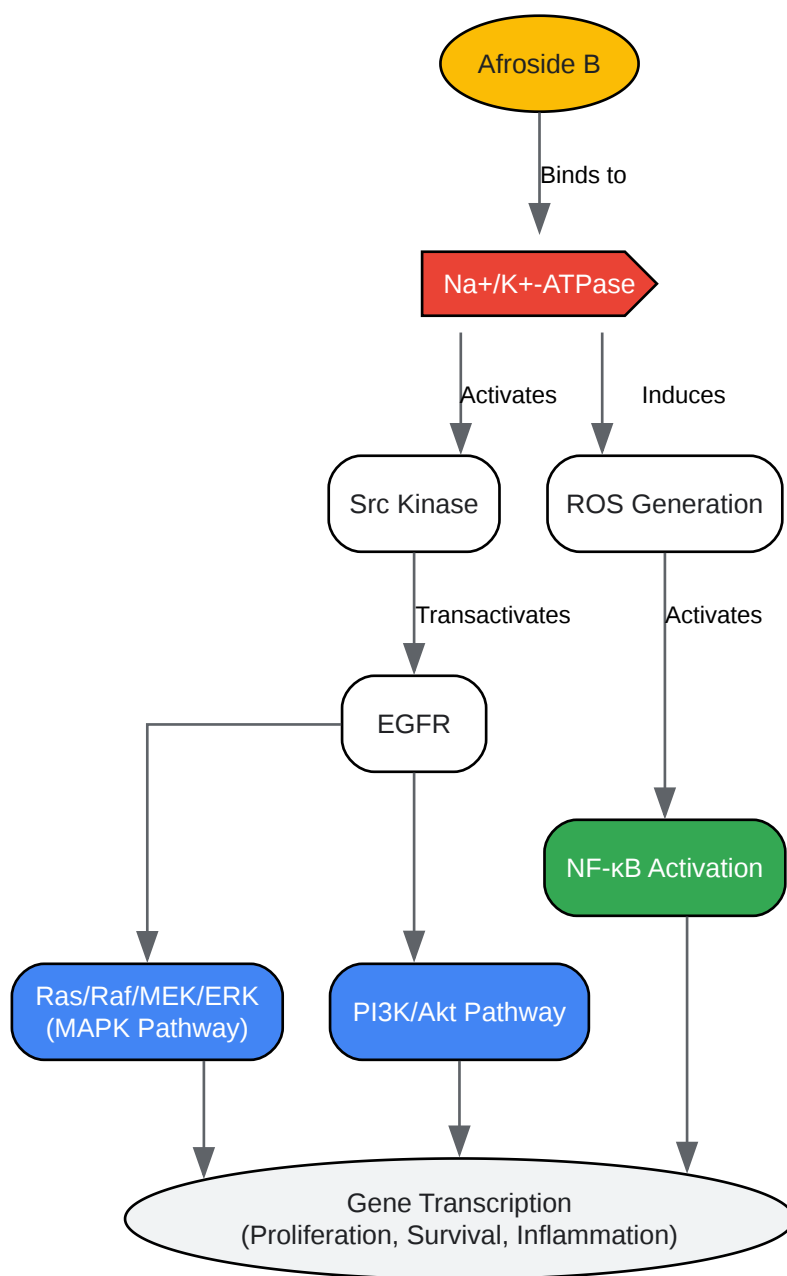 Afroside B
Binds to
Na+/K+-ATPase
Activates
Induces
Src Kinase
ROS Generation
Transactivates
Activates
EGFR
NF-κB Activation
Ras/Raf/MEK/ERK
(MAPK Pathway)
PI3K/Akt Pathway
Gene Transcription
(Proliferation, Survival, Inflammation)